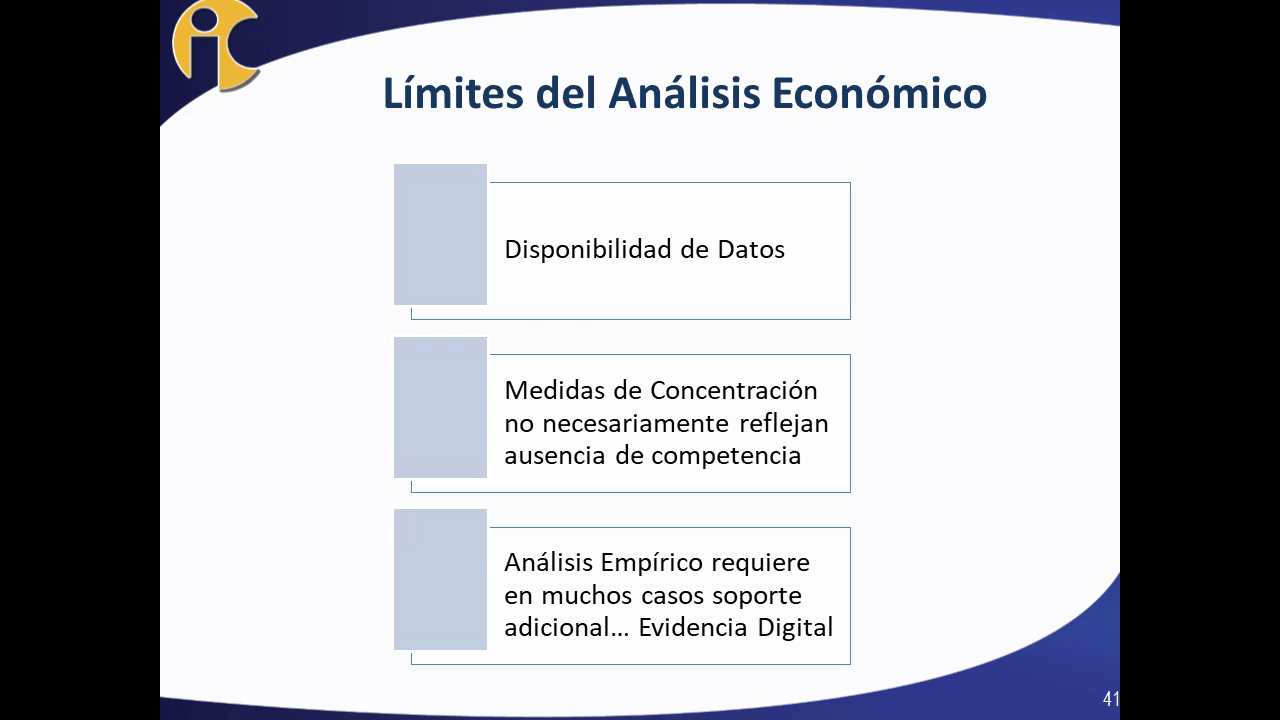 Límites del Análisis Económico
Disponibilidad de Datos
Medidas de Concentración
no necesariamente reflejan
ausencia de competencia
Análisis Empírico requiere
en muchos casos soporte
adicional... Evidencia Digital
41